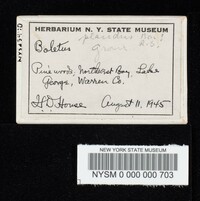 HERBARIUM N. Y. STATE MUSEUM
Boletus
Pine woods, Northwest Bay, Lake
George, Warren Co.
H.D. House August 11, 1945
NEW YORK STATE MUSEUM
NYSM 0 000 000 703